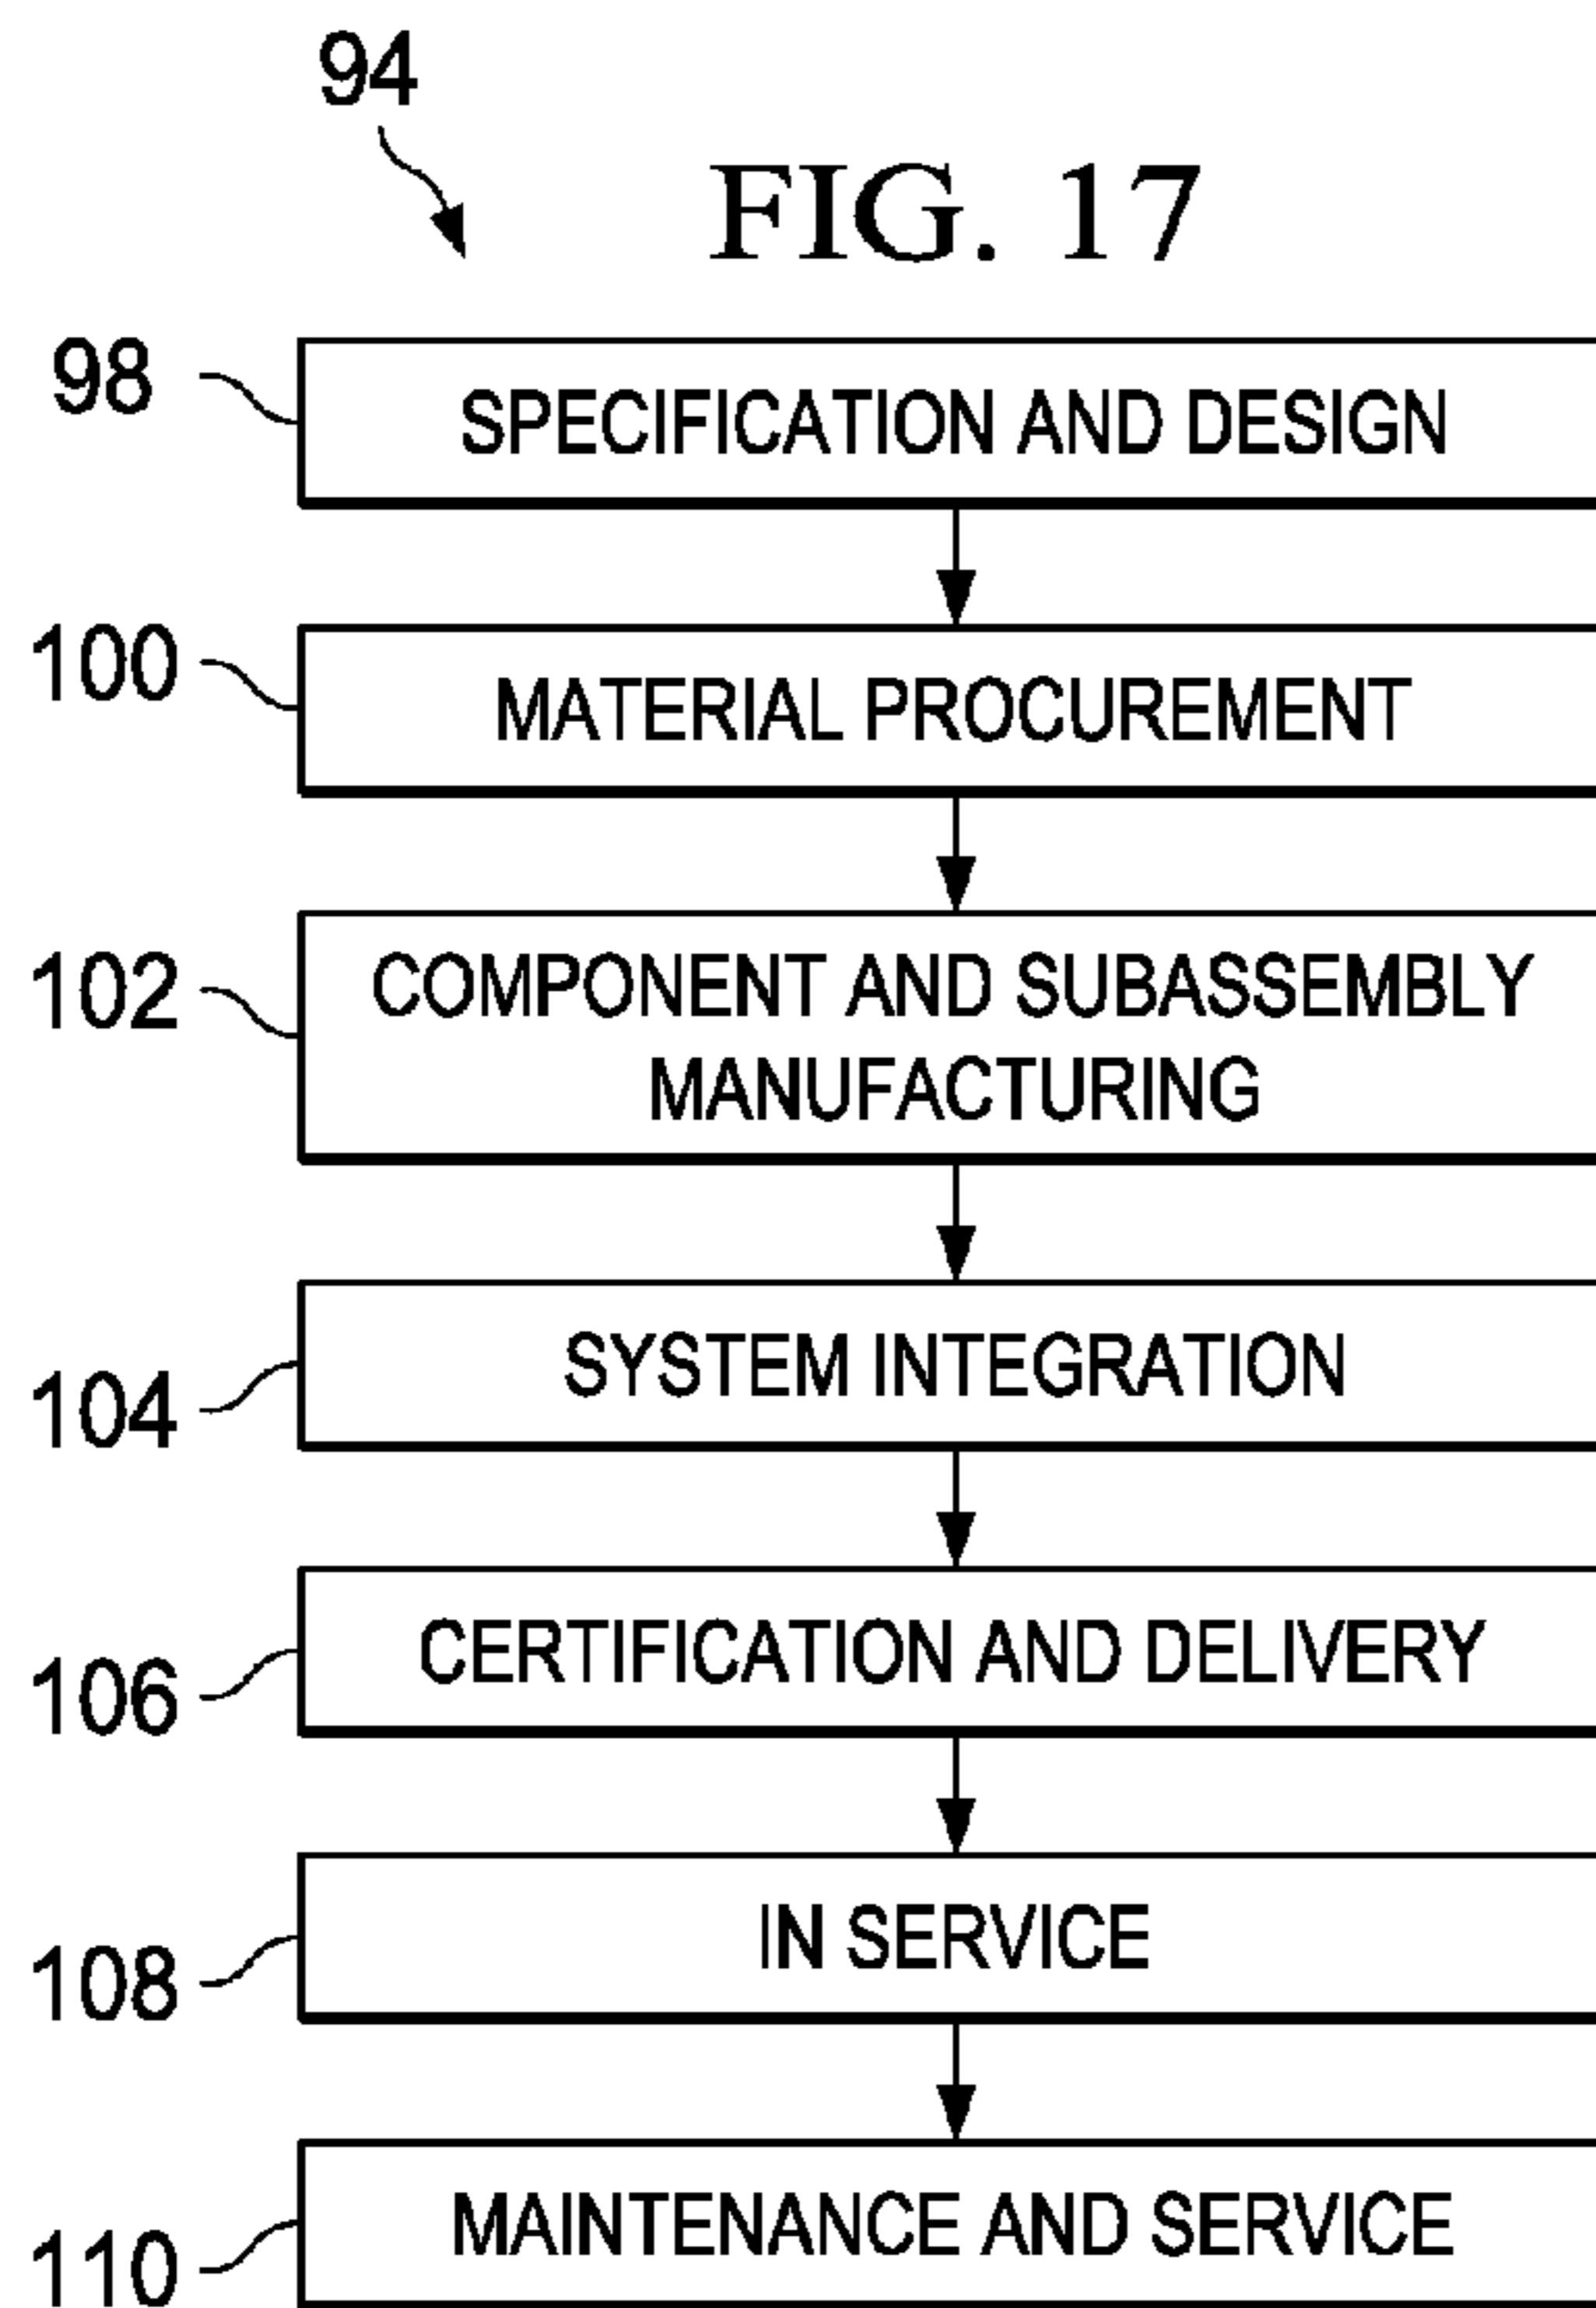 94
FIG. 17
98
SPECIFICATION AND DESIGN
100
MATERIAL PROCUREMENT
102
COMPONENT AND SUBASSEMBLY
MANUFACTURING
104
SYSTEM INTEGRATION
106
CERTIFICATION AND DELIVERY
108
IN SERVICE
110
MAINTENANCE AND SERVICE